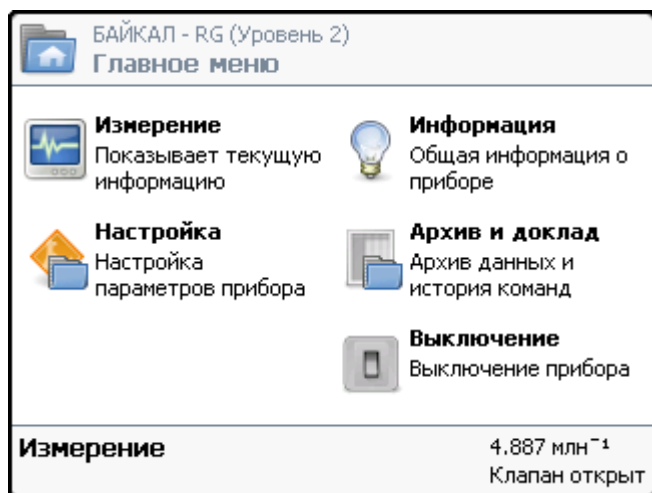 БАЙКАЛ - RG (Уровень 2)
Главное меню
Измерение
Показывает текущую
информацию
Информация
Общая информация о
приборе
Настройка
Настройка
параметров прибора
Архив и доклад
Архив данных и
история команд
Выключение
Выключение прибора
Измерение
4.887 млн⁻¹
Клапан открыт